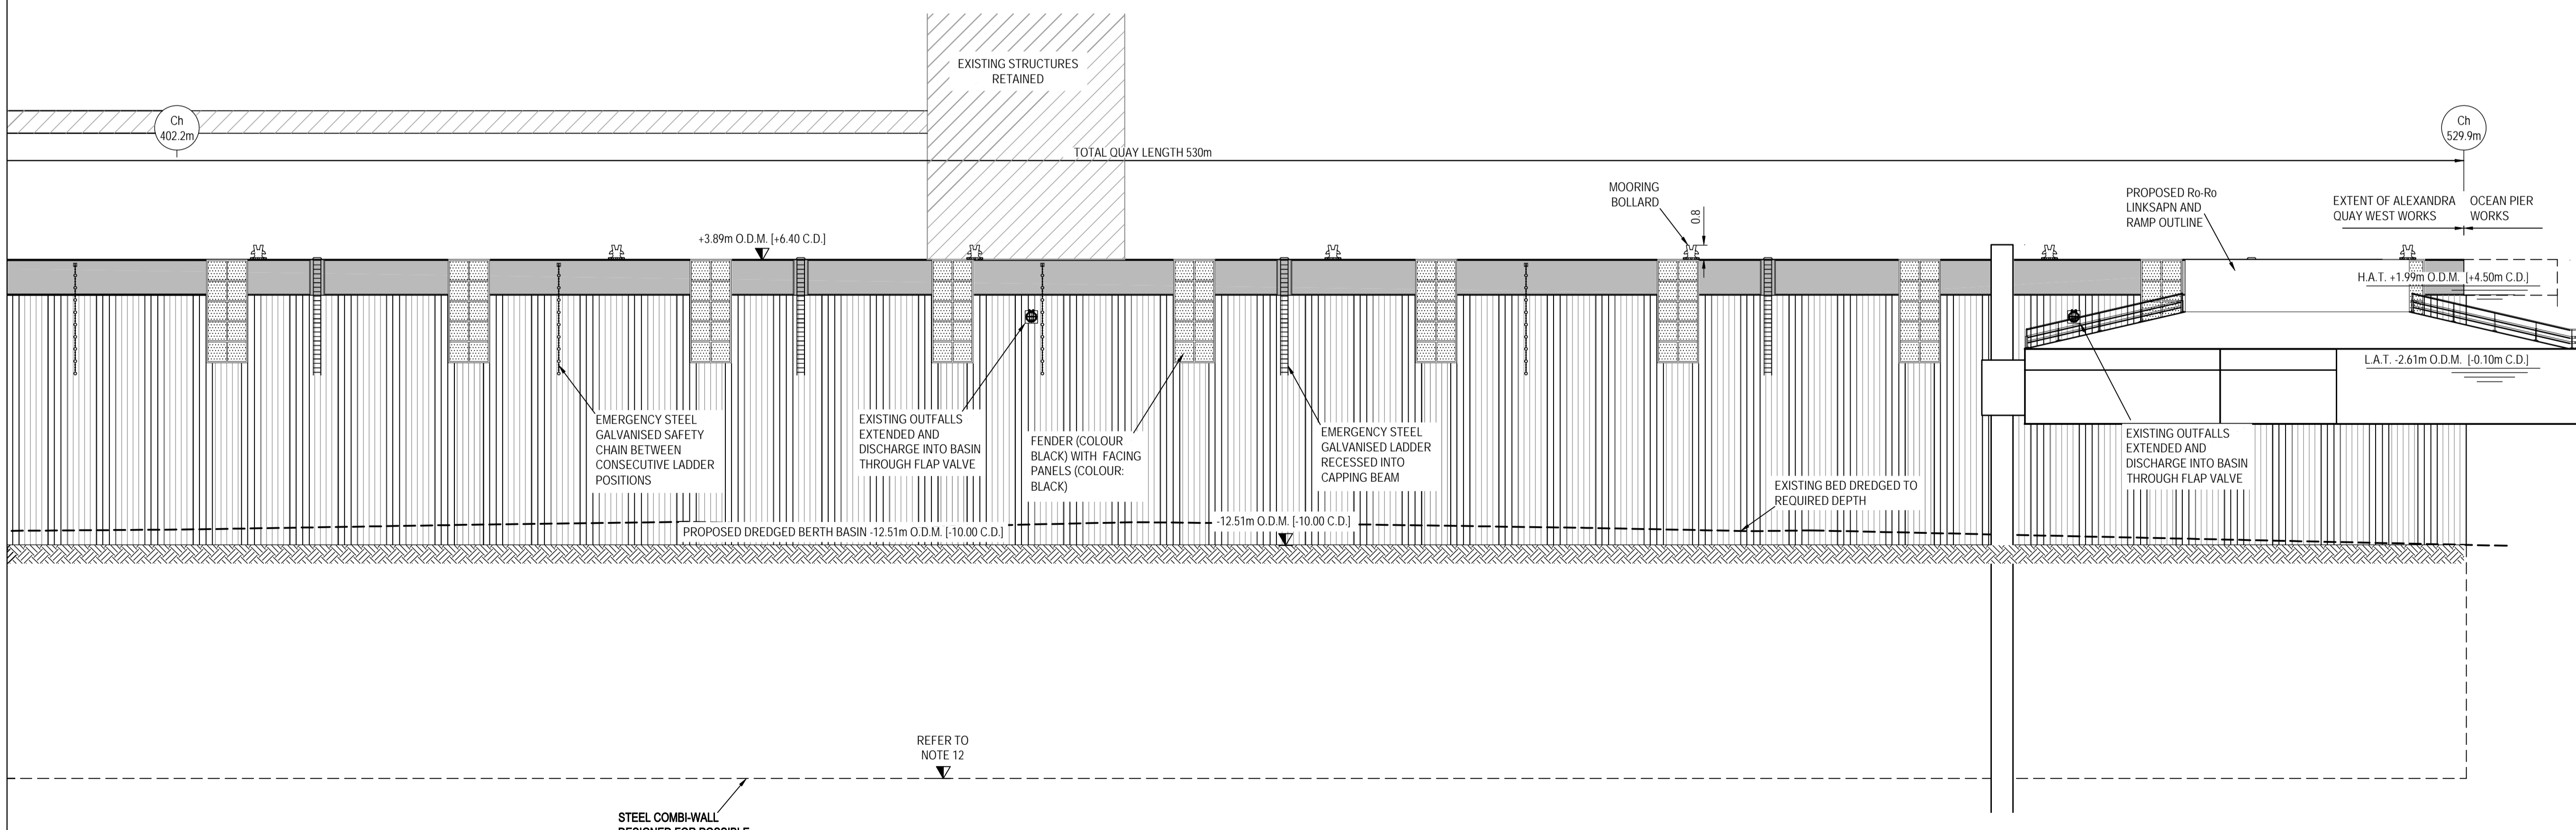 EXISTING STRUCTURES
RETAINED
Ch
402.2m
Ch
529.9m
TOTAL QUAY LENGTH 530m
MOORING
BOLLARD
0.8
PROPOSED Ro-Ro
LINKSAPN AND
RAMP OUTLINE
EXTENT OF ALEXANDRA
QUAY WEST WORKS
OCEAN PIER
WORKS
+3.89m O.D.M. [+6.40 C.D.]
H.A.T. +1.99m O.D.M. [+4.50m C.D.]
L.A.T. -2.61m O.D.M. [-0.10m C.D.]
EMERGENCY STEEL
GALVANISED SAFETY
CHAIN BETWEEN
CONSECUTIVE LADDER
POSITIONS
EXISTING OUTFALLS
EXTENDED AND
DISCHARGE INTO BASIN
THROUGH FLAP VALVE
FENDER (COLOUR
BLACK) WITH FACING
PANELS (COLOUR:
BLACK)
EMERGENCY STEEL
GALVANISED LADDER
RECESSED INTO
CAPPING BEAM
EXISTING BED DREDGED TO
REQUIRED DEPTH
EXISTING OUTFALLS
EXTENDED AND
DISCHARGE INTO BASIN
THROUGH FLAP VALVE
PROPOSED DREDGED BERTH BASIN -12.51m O.D.M. [-10.00 C.D.]
-12.51m O.D.M. [-10.00 C.D.]
REFER TO
NOTE 12
STEEL COMBI-WALL
DESIGNED FOR POSSIBLE